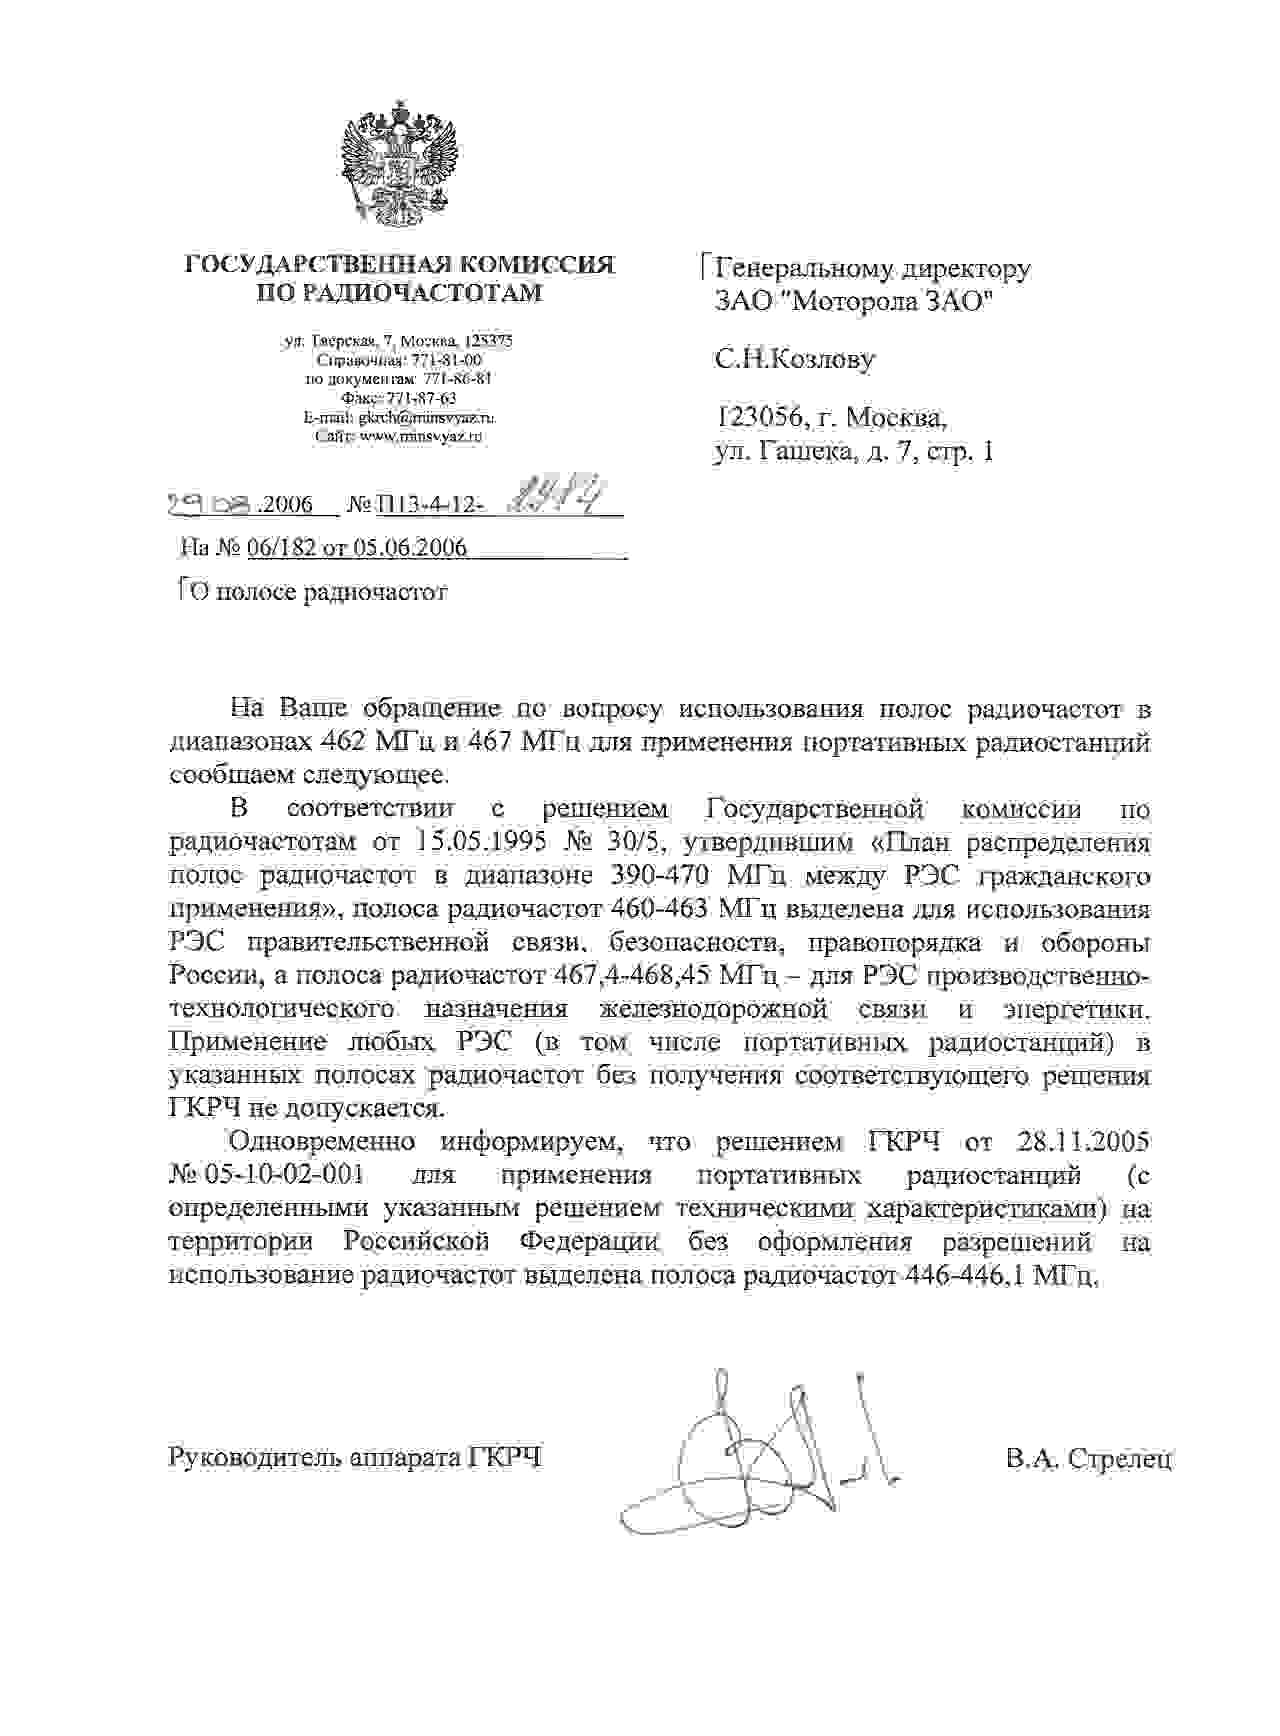 ГОСУДАРСТВЕННАЯ КОМИССИЯ
ПО РАДИОЧАСТОТАМ
ул. Тверская, 7, Москва, 125375
Справочная: 771-81-00
по документам: 771-86-81
Факс: 771-87-63
E-mail: gkrch@minsvyaz.ru
Сайт: www.minsvyaz.ru
29 08 .2006 № П13-4-12-
На № 06/182 от 05.06.2006
О полосе радиочастот
Генеральному директору
ЗАО "Моторола ЗАО"
С.Н.Козлову
123056, г. Москва,
ул. Гашека, д. 7, стр. 1
На Ваше обращение по вопросу использования полос радиочастот в
диапазонах 462 МГц и 467 МГц для применения портативных радиостанций
сообщаем следующее.
В соответствии с решением Государственной комиссии по
радиочастотам от 15.05.1995 № 30/5, утвердившим «План распределения
полос радиочастот в диапазоне 390-470 МГц между РЭС гражданского
применения», полоса радиочастот 460-463 МГц выделена для использования
РЭС правительственной связи, безопасности, правопорядка и обороны
России, а полоса радиочастот 467,4-468,45 МГц – для РЭС производственно-
технологического назначения железнодорожной связи и энергетики.
Применение любых РЭС (в том числе портативных радиостанций) в
указанных полосах радиочастот без получения соответствующего решения
ГКРЧ не допускается.
Одновременно информируем, что решением ГКРЧ от 28.11.2005
№ 05-10-02-001 для применения портативных радиостанций (с
определенными указанным решением техническими характеристиками) на
территории Российской Федерации без оформления разрешений на
использование радиочастот выделена полоса радиочастот 446-446,1 МГц.
Руководитель аппарата ГКРЧ
В.А. Стрелец